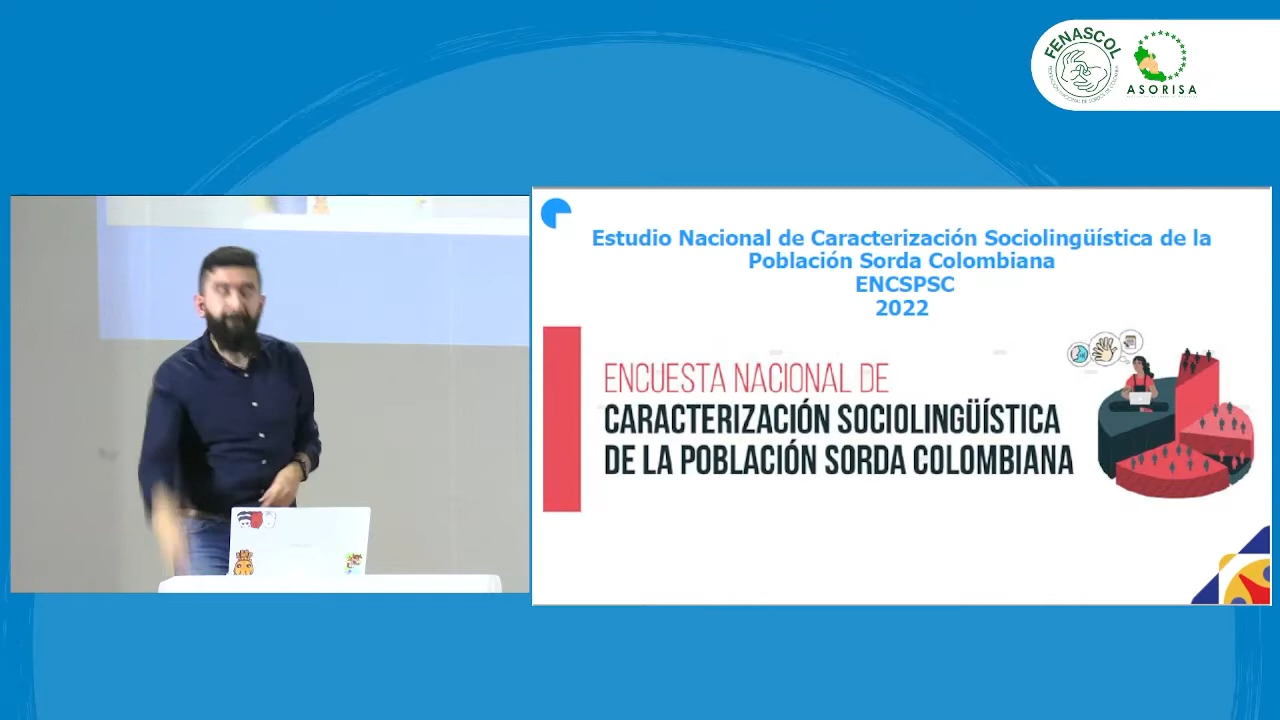 FENASCOL
ASORISA
Estudio Nacional de Caracterización Sociolingüística de la
Población Sorda Colombiana
ENCSPSC
2022
ENCUESTA NACIONAL DE
CARACTERIZACIÓN SOCIOLINGÜÍSTICA
DE LA POBLACIÓN SORDA COLOMBIANA